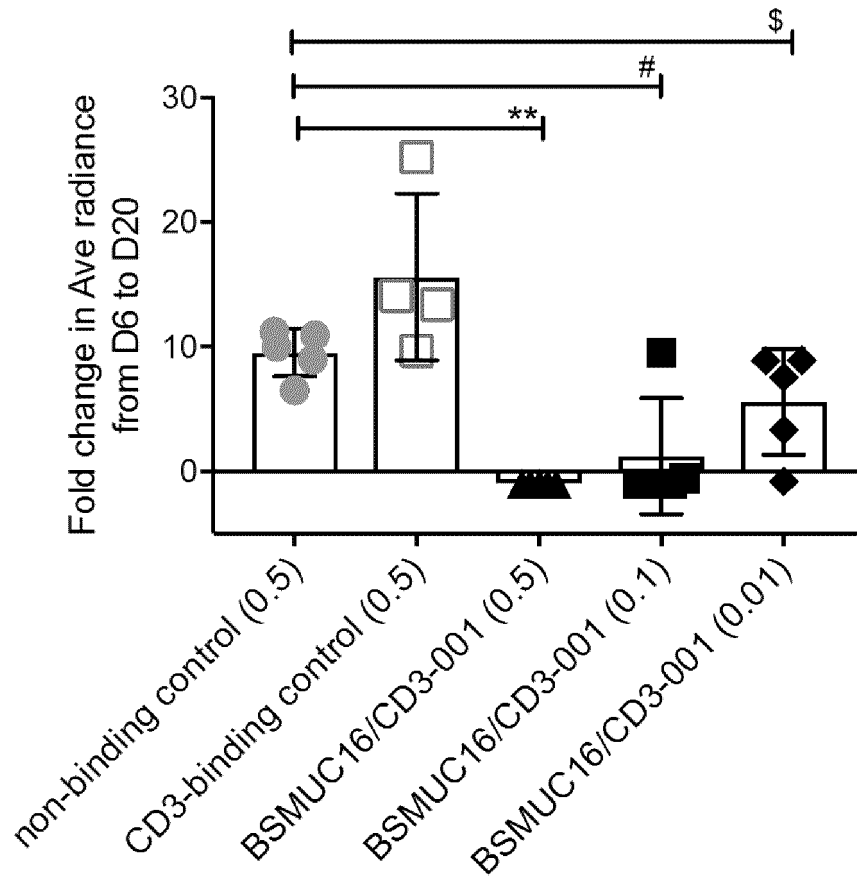 $
#
**
30
20
10
0
Fold change in Ave radiance
from D6 to D20
non-binding control (0.5)
CD3-binding control (0.5)
BSMUC16/CD3-001 (0.5)
BSMUC16/CD3-001 (0.1)
BSMUC16/CD3-001 (0.01)